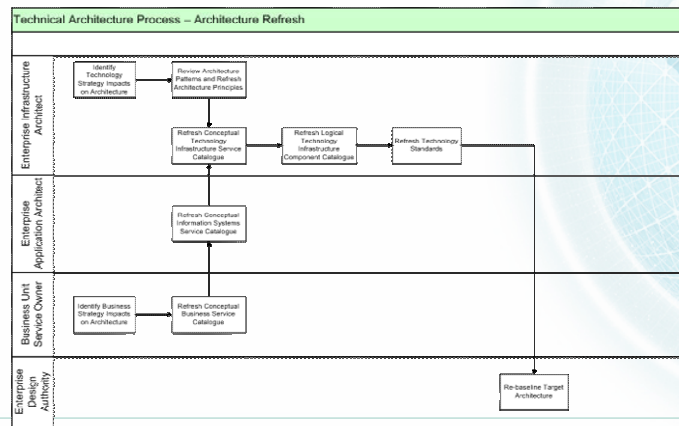 Technical Architecture Process – Architecture Refresh
Enterprise Infrastructure
Architect
Identify
Technology
Strategy Impacts
on Architecture
Review Architecture
Patterns and Refresh
Architecture Principles
Refresh Conceptual
Technology
Infrastructure Service
Catalogue
Refresh Logical
Technology
Infrastructure
Component Catalogue
Refresh Technology
Standards
Enterprise
Application Architect
Refresh Conceptual
Information Systems
Service Catalogue
Business Unit
Service Owner
Identify Business
Strategy Impacts
on Architecture
Refresh Conceptual
Business Service
Catalogue
Enterprise
Design
Authority
Re-baseline Target
Architecture